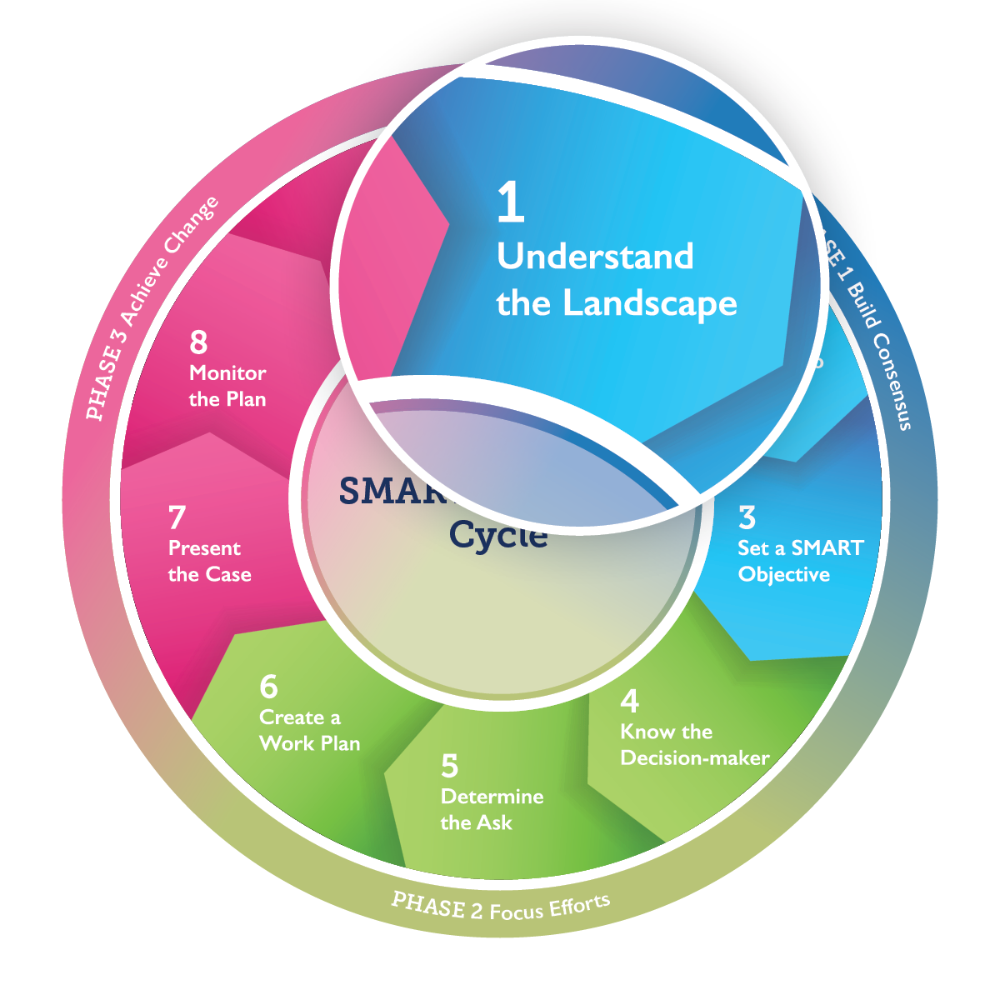 1
Understand
the Landscape
1 Build Consensus
3
Set a SMART
Objective
4
Know the
Decision-maker
5
Determine
the Ask
6
Create a
Work Plan
7
Present
the Case
8
Monitor
the Plan
PHASE 2 Focus Efforts
PHASE 3 Achieve Change
Cycle